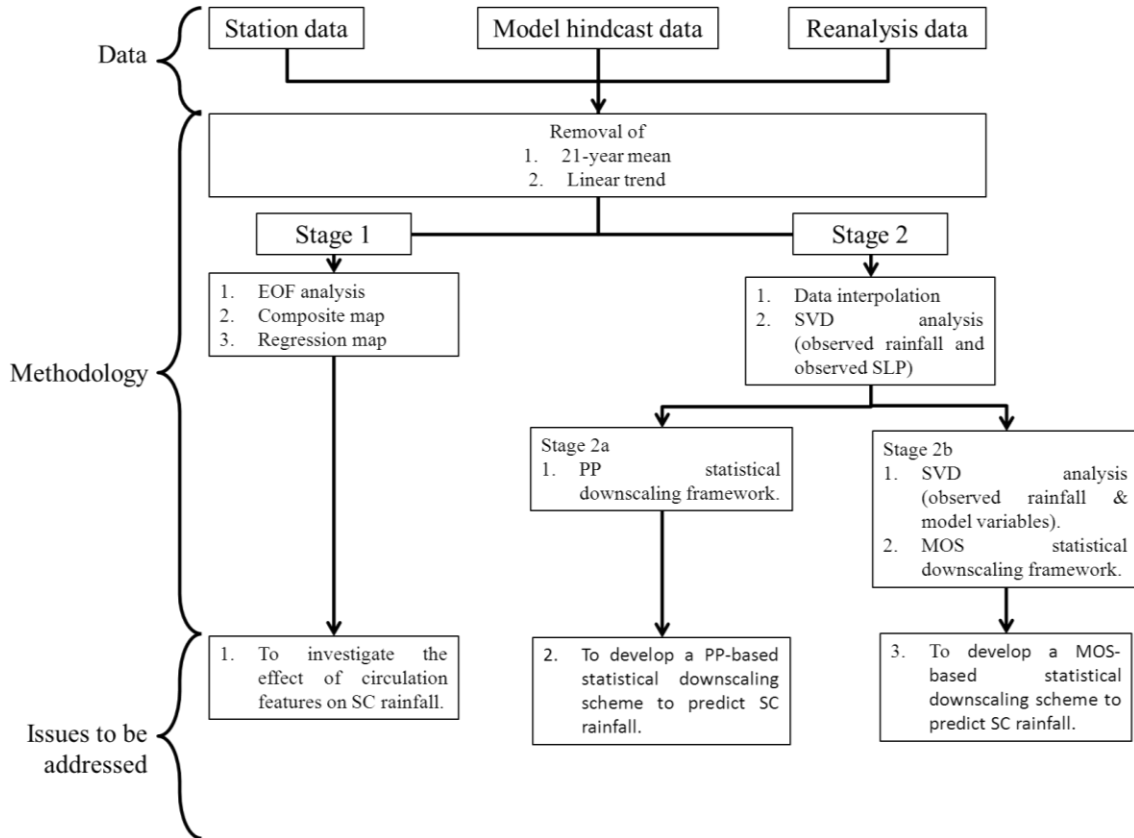 Data
Station data
Model hindcast data
Reanalysis data
Methodology
Removal of
1. 21-year mean
2. Linear trend
Stage 1
Stage 2
1. EOF analysis
2. Composite map
3. Regression map
1. Data interpolation
2. SVD analysis
(observed rainfall and
observed SLP)
Stage 2a
1. PP statistical
downscaling framework.
Stage 2b
1. SVD analysis
(observed rainfall &
model variables).
2. MOS statistical
downscaling framework.
Issues to be
addressed
1. To investigate the
effect of circulation
features on SC rainfall.
2. To develop a PP-based
statistical downscaling
scheme to predict SC
rainfall.
3. To develop a MOS-
based statistical
downscaling scheme to
predict SC rainfall.